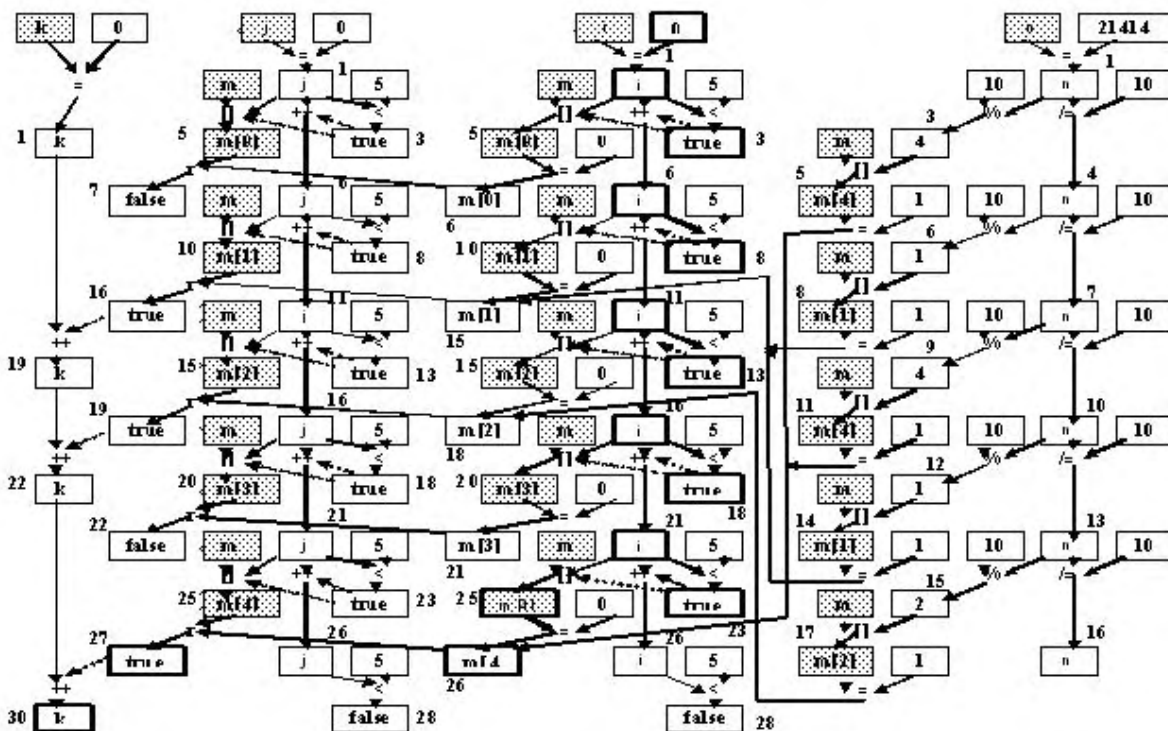 k 0 j 0 i 0 n 21414
= = = =
1 1 1
m j 5 m i 5 10 n 10
[] < [] ++ < 3 % /=
1 k 5 m[0] true 3 5 m[0] 0 true 3 m 4
= 5 [] 4
7 false m 6 j 5 m[0] m 6 i 5 m[4] 1 10 n 10
[] ++ < 6 [] ++ < = 6 % /=
10 m[1] true 8 10 m[1] 0 true 8 m 1
16 = 8 [] 7
true m 11 j 5 m[1] m 11 i 5 m[1] 1 10 n 10
++ [] ++ < 15 [] ++ < = 9 % /=
19 k 15 m[2] true 13 15 m[2] 0 true 13 m 4
19 16 = 16 11 [] 10
true m j 5 m[2] m i 5 m[4] 1 10 n 10
++ [] ++ < 18 [] ++ < = 12 % /=
22 k 20 m[3] true 18 20 m[3] 0 true 18 m 1
22 21 = 21 14 [] 13
false m j 5 m[3] m i 5 m[1] 1 10 n 10
[] ++ < 21 [] ++ < = 15 % /=
25 m[4] true 23 25 0 true 23 m 2
27 26 = 26 17 [] 16
true j 5 m[4 i 5 m[2] 1 n
++ < 26 < =
30 k false 28 false 28